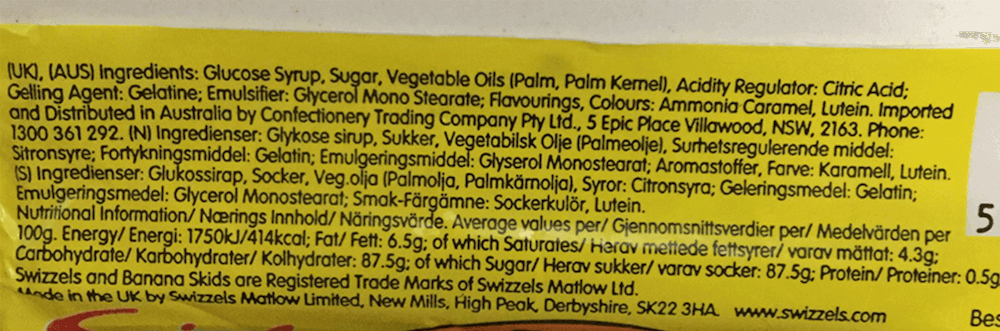 (UK), (AUS) Ingredients: Glucose Syrup, Sugar, Vegetable Oils (Palm, Palm Kernel), Acidity Regulator: Citric Acid;
Gelling Agent: Gelatine; Emulsifier: Glycerol Mono Stearate; Flavourings, Colours: Ammonia Caramel, Lutein. Imported
and Distributed in Australia by Confectionery Trading Company Pty Ltd., 5 Epic Place Villawood, NSW, 2163. Phone:
1300 361 292. (N) Ingredienser: Glykose sirup, Sukker, Vegetabilsk Olje (Palmeolje), Surhetsregulerende middel:
Sitronsyre; Fortykningsmiddel: Gelatin; Emulgeringsmiddel: Glyserol Monostearat; Aromastoffer, Farve: Karamell, Lutein.
(S) Ingredienser: Glukossirap, Socker, Veg.olja (Palmolja, Palmkärnolja), Syror: Citronsyra; Geleringsmedel: Gelatin;
Emulgeringsmedel: Glycerol Monostearat; Smak-Färgämne: Sockerkulör, Lutein.
Nutritional Information/ Nærings Innhold/ Näringsvärde. Average values per/ Gjennomsnittsverdier per/ Medelvärden per
100g. Energy/ Energi: 1750kJ/414kcal; Fat/ Fett: 6.5g; of which Saturates/ Herav mettede fettsyrer/ varav mättat: 4.3g;
Carbohydrate/ Karbohydrater/ Kolhydrater: 87.5g; of which Sugar/ Herav sukker/ varav socker: 87.5g; Protein/ Proteiner: 0.5g
Swizzels and Banana Skids are Registered Trade Marks of Swizzels Matlow Ltd.
Made in the UK by Swizzels Matlow Limited, New Mills, High Peak, Derbyshire, SK22 3HA www.swizzels.com
5
Bes